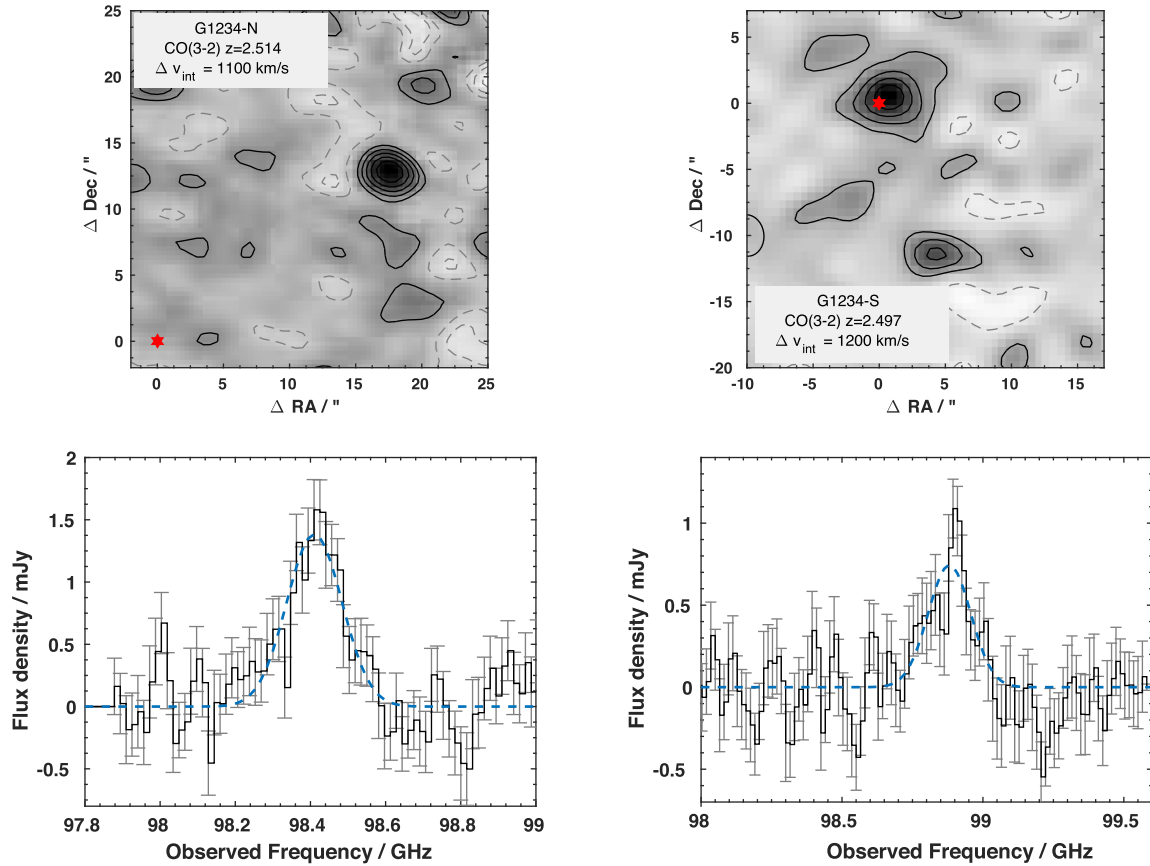 25
20
15
10
5
0
Δ Dec / "
G1234-N
CO(3-2) z=2.514
Δ v_int = 1100 km/s
0 5 10 15 20 25
Δ RA / "
5
0
-5
-10
-15
-20
Δ Dec / "
G1234-S
CO(3-2) z=2.497
Δ v_int = 1200 km/s
-10 -5 0 5 10 15
Δ RA / "
2
1.5
1
0.5
0
-0.5
Flux density / mJy
97.8 98 98.2 98.4 98.6 98.8 99
Observed Frequency / GHz
1
0.5
0
-0.5
Flux density / mJy
98 98.5 99 99.5
Observed Frequency / GHz